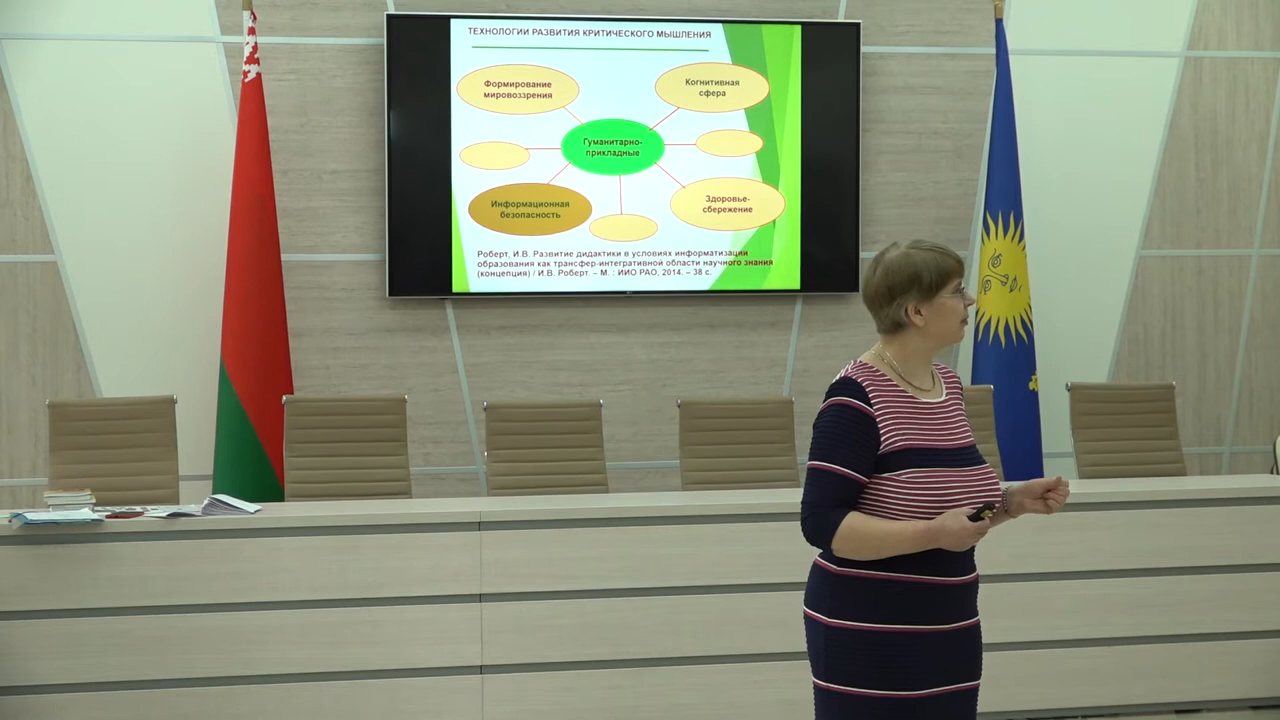 ТЕХНОЛОГИИ РАЗВИТИЯ КРИТИЧЕСКОГО МЫШЛЕНИЯ
Формирование
мировоззрения
Когнитивная
сфера
Гуманитарно-
прикладные
Информационная
безопасность
Здоровье-
сбережение
Роберт, И.В. Развитие дидактики в условиях информатизации
образования как трансфер-интегративной области научного знания
(концепция) / И.В. Роберт. – М. : ИИО РАО, 2014. – 38 с.